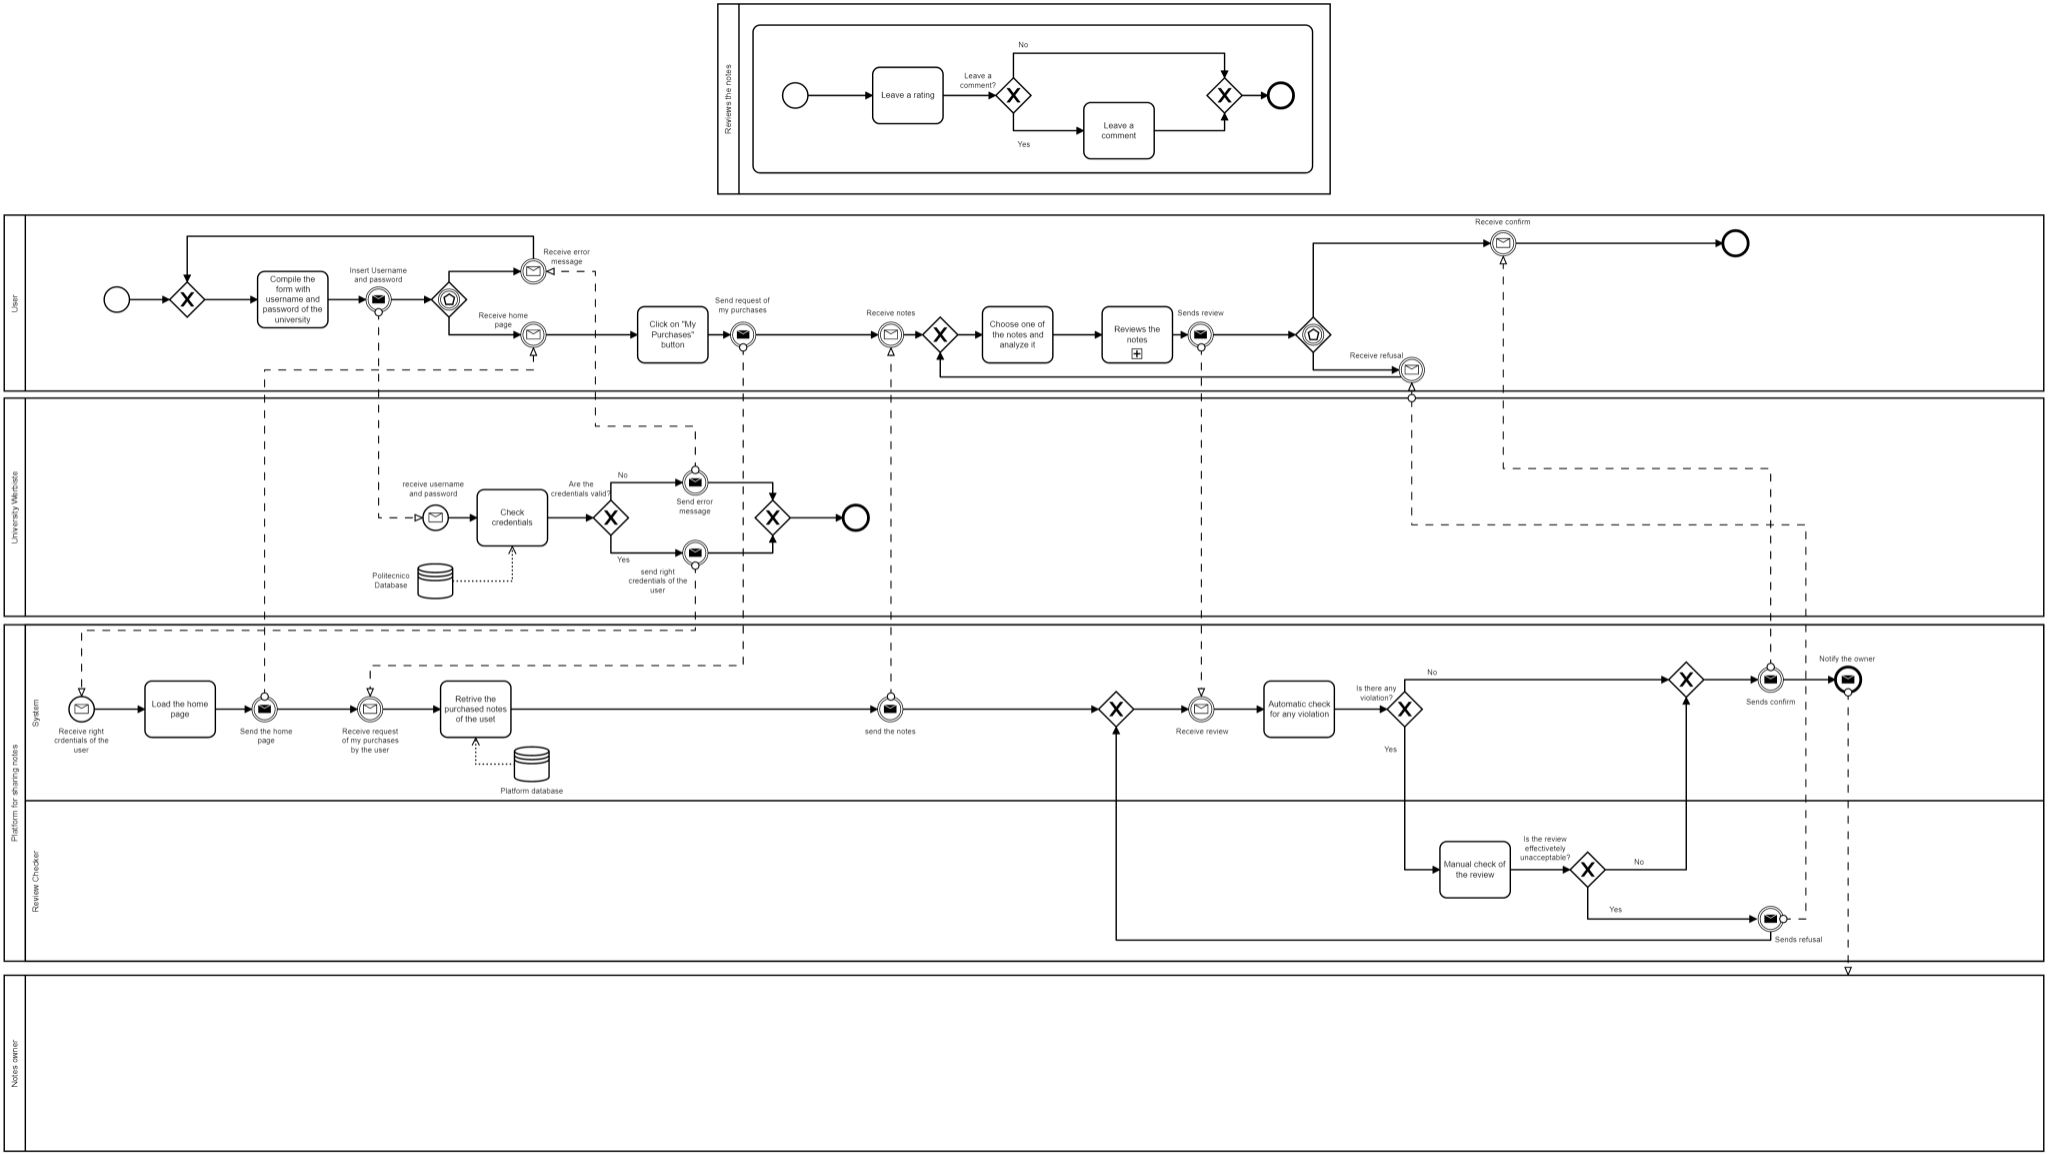 Reviews the notes
No
Leave a
comment?
Leave a rating
Leave a
comment
Yes
User
Receive confirm
Receive error
message
Insert Username
and password
Compile the
form with
username and
password of the
university
Receive home
page
Send request of
my purchases
Click on "My
Purchases"
button
Receive notes
Choose one of
the notes and
analyze it
Reviews the
notes
Sends review
Receive refusal
University Werbiste
receive username
and password
Check
credentials
Are the
credentials valid?
No
Send error
message
Yes
send right
credentials of the
user
Politecnico
Database
Platform for sharing notes
System
Receive right
crdentials of the
user
Load the home
page
Send the home
page
Receive request
of my purchases
by the user
Retrive the
purchased notes
of the uset
Platform database
send the notes
Receive review
Automatic check
for any violation
Is there any
violation?
No
Yes
Sends confirm
Notify the owner
Review Checker
Manual check of
the review
Is the review
effectivetely
unacceptable?
No
Yes
Sends refusal
Notes owner